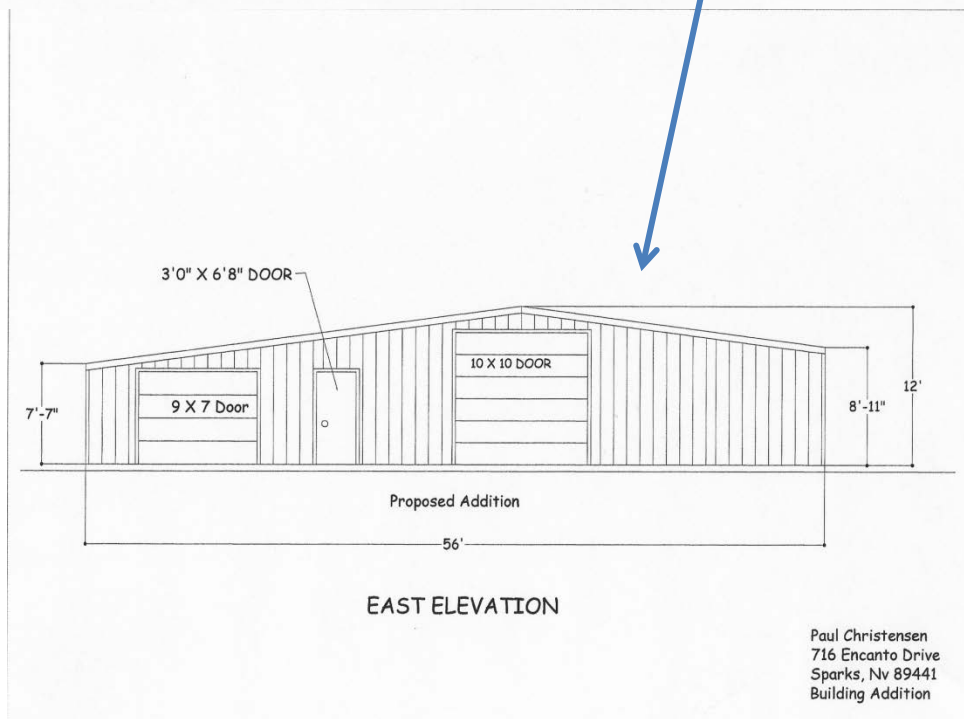 3'0" X 6'8" DOOR
10 X 10 DOOR
12'
7'-7"
9 X 7 Door
8'-11"
Proposed Addition
56'
EAST ELEVATION
Paul Christensen
716 Encanto Drive
Sparks, Nv 89441
Building Addition